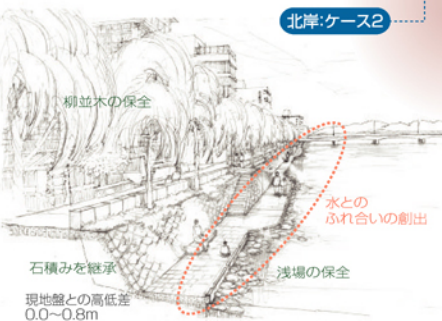 北岸:ケース2
柳並木の保全
水との
ふれ合いの創出
石積みを継承
浅場の保全
現地盤との高低差
0.0〜0.8m